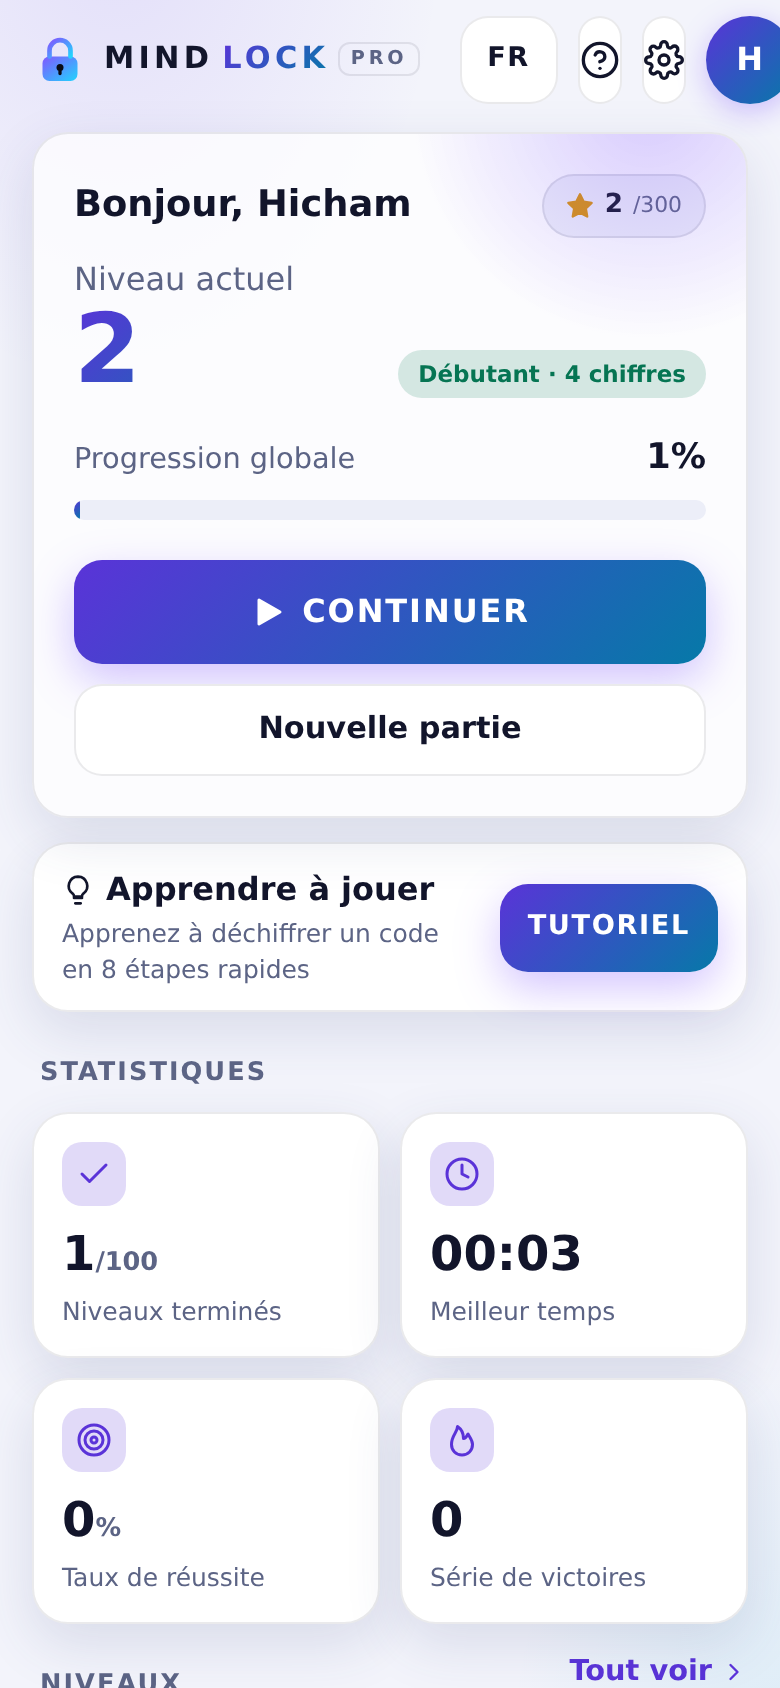 MIND LOCK PRO FR H
Bonjour, Hicham
2 /300
Niveau actuel
2
Débutant · 4 chiffres
Progression globale 1%
CONTINUER
Nouvelle partie
Apprendre à jouer
Apprenez à déchiffrer un code
en 8 étapes rapides
TUTORIEL
STATISTIQUES
1/100
Niveaux terminés
00:03
Meilleur temps
0%
Taux de réussite
0
Série de victoires
NIVEAUX
Tout voir